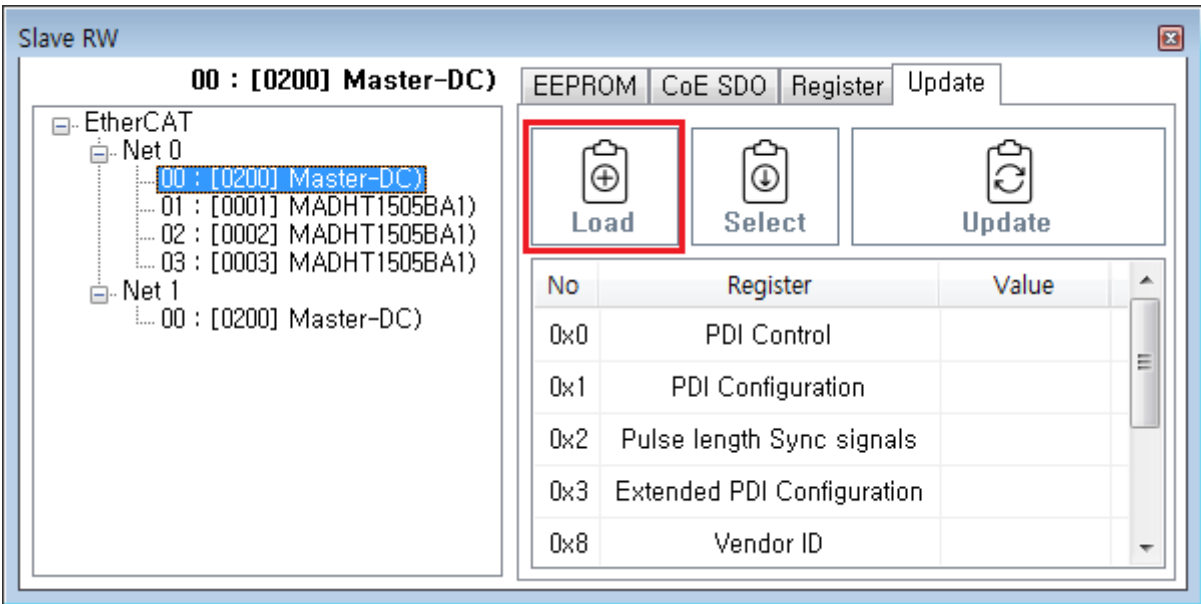 Slave RW
00 : [0200] Master-DC)
EtherCAT
Net 0
00 : [0200] Master-DC)
01 : [0001] MADHT1505BA1)
02 : [0002] MADHT1505BA1)
03 : [0003] MADHT1505BA1)
Net 1
00 : [0200] Master-DC)
EEPROM CoE SDO Register Update
Load Select Update
No Register Value
0x0 PDI Control
0x1 PDI Configuration
0x2 Pulse length Sync signals
0x3 Extended PDI Configuration
0x8 Vendor ID